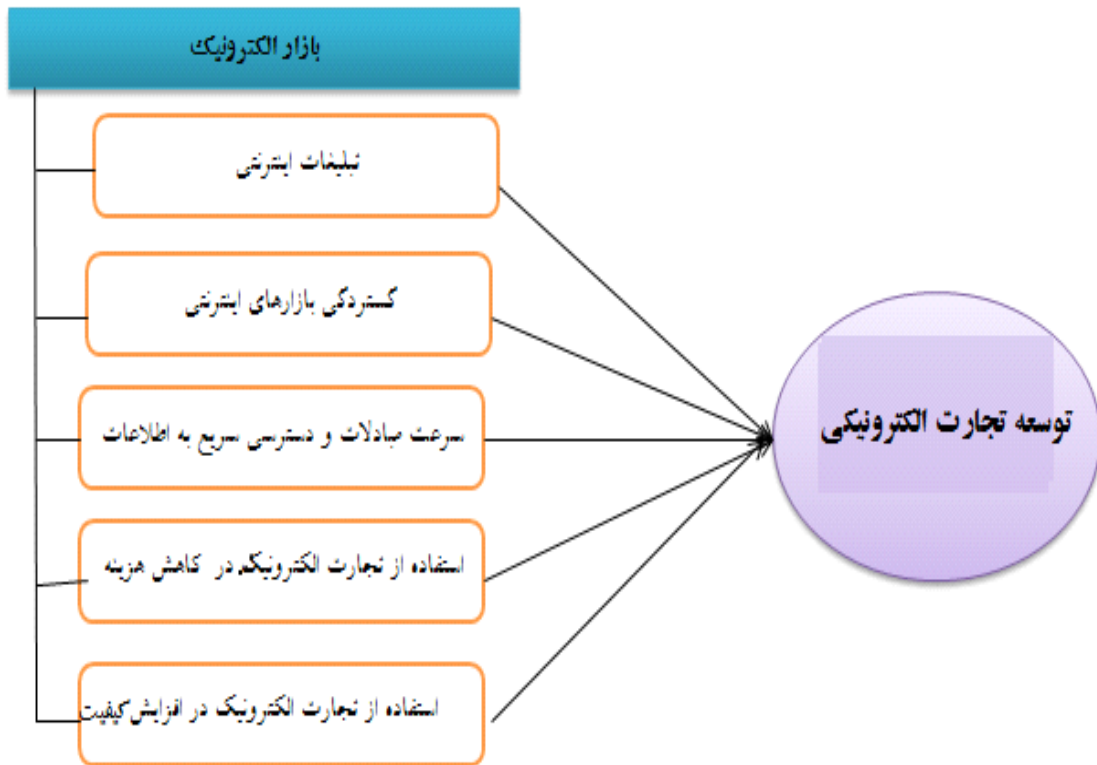 بازار الکترونیک
تبلیغات اینترنتی
گستردگی بازارهای اینترنتی
سرعت مبادلات و دسترسی سریع به اطلاعات
استفاده از تجارت الکترونیک در کاهش هزینه
استفاده از تجارت الکترونیک در افزایش کیفیت
توسعه تجارت الکترونیکی